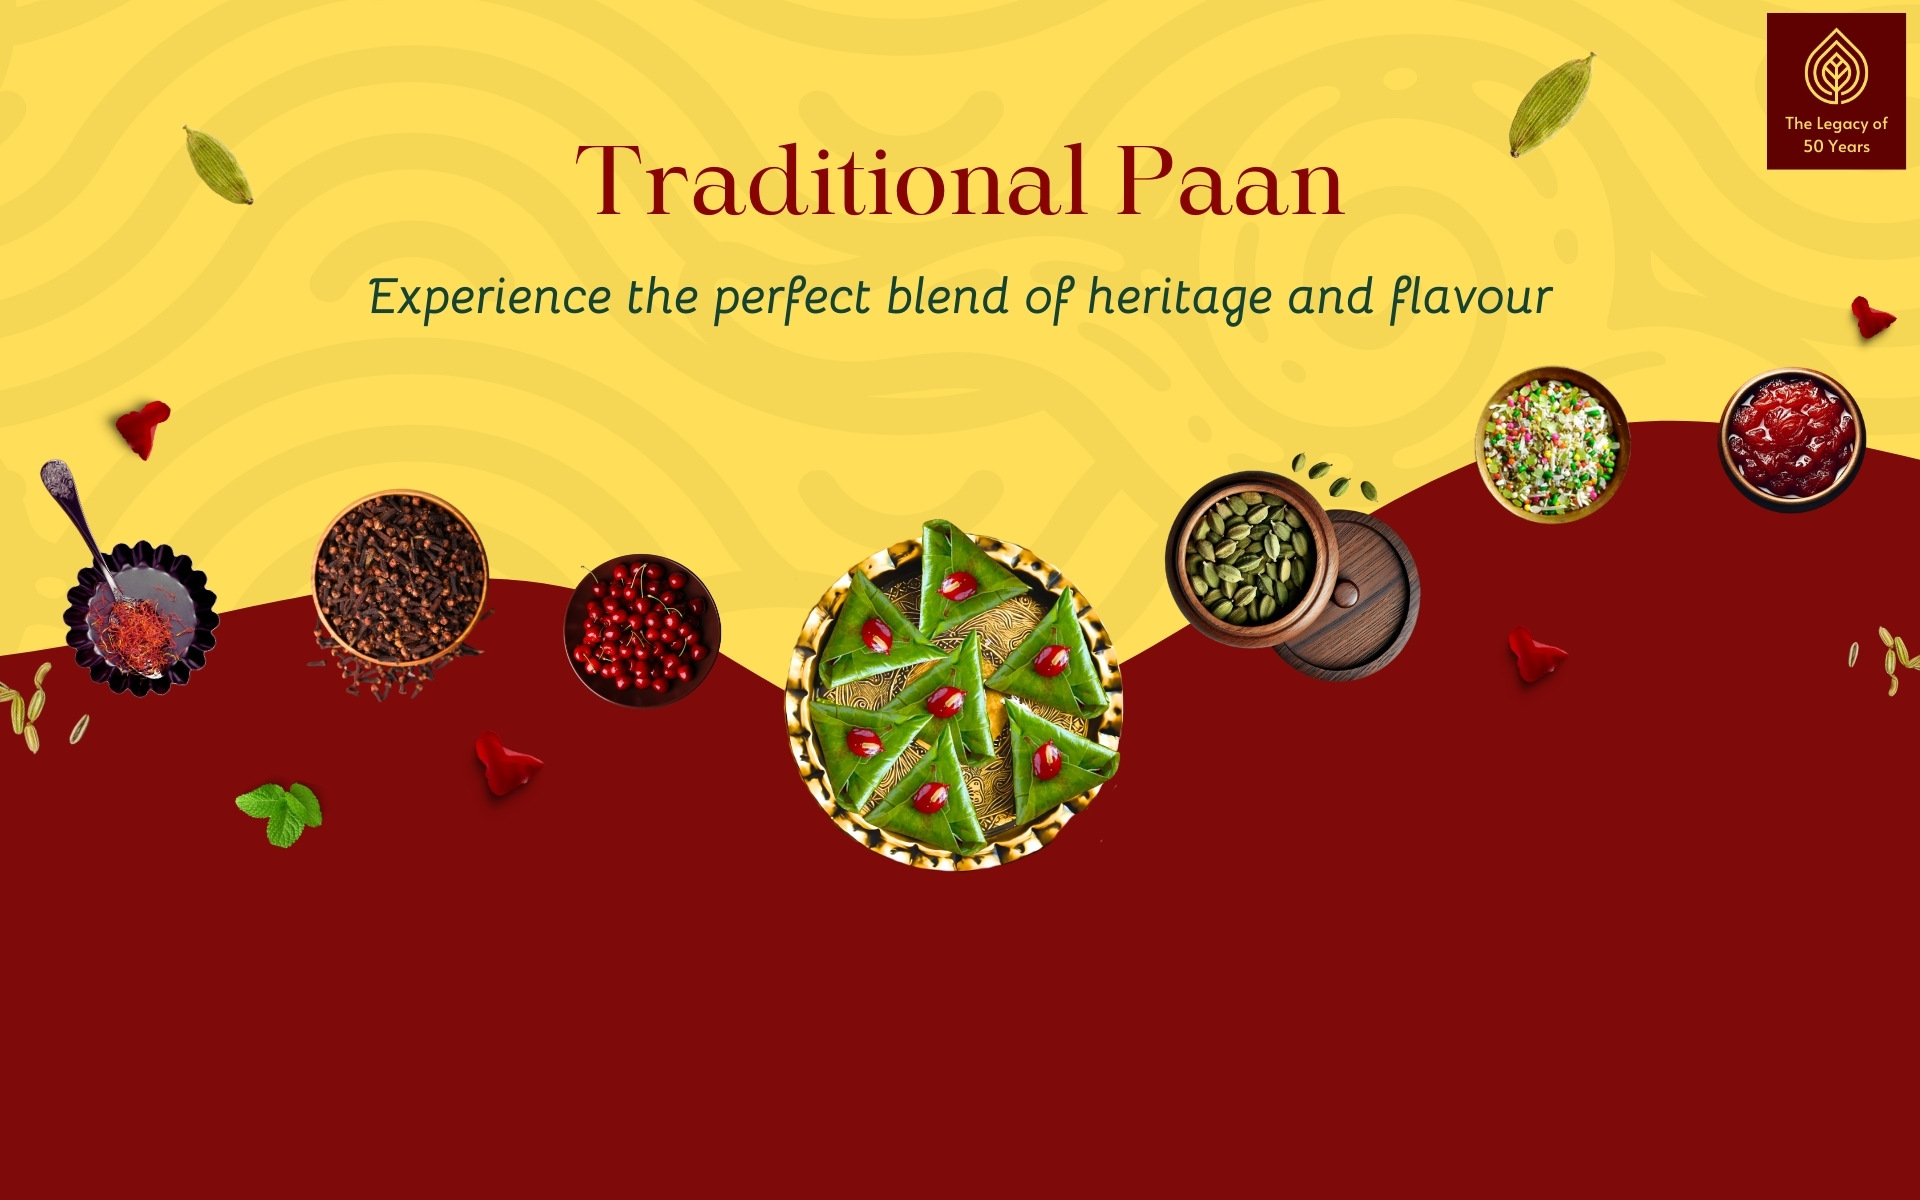 Traditional Paan
Experience the perfect blend of heritage and flavour
The Legacy of
50 Years